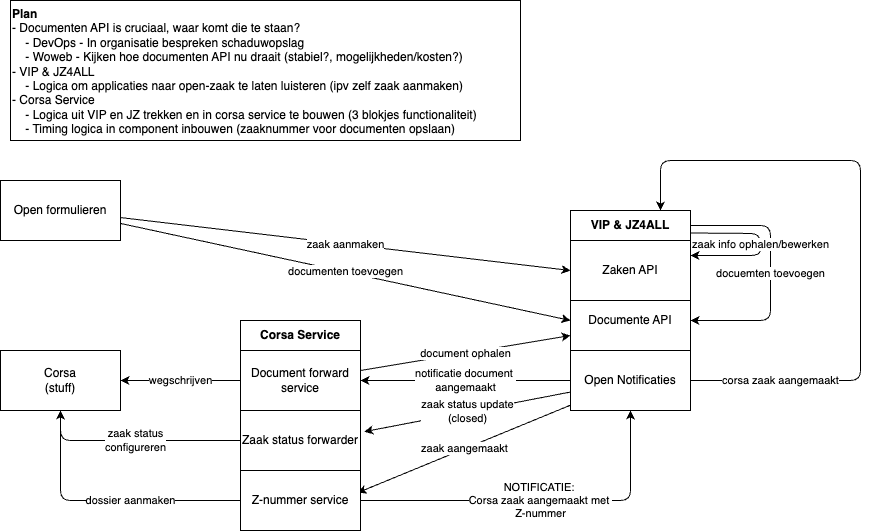 Plan
- Documenten API is cruciaal, waar komt die te staan?
- DevOps - In organisatie bespreken schaduwopslag
- Woweb - Kijken hoe documenten API nu draait (stabiel?, mogelijkheden/kosten?)
- VIP & JZ4ALL
- Logica om applicaties naar open-zaak te laten luisteren (ipv zelf zaak aanmaken)
- Corsa Service
- Logica uit VIP en JZ trekken en in corsa service te bouwen (3 blokjes functionaliteit)
- Timing logica in component inbouwen (zaaknummer voor documenten opslaan)
Open formulieren
zaak aanmaken
documenten toevoegen
VIP & JZ4ALL
zaak info ophalen/bewerken
Zaken API
docuemten toevoegen
Documente API
Open Notificaties
corsa zaak aangemaakt
Corsa Service
document ophalen
Document forward
service
notificatie document
aangemaakt
Corsa
(stuff)
wegschrijven
zaak status update
(closed)
Zaak status forwarder
zaak status
configureren
zaak aangemaakt
Z-nummer service
dossier aanmaken
NOTIFICATIE:
Corsa zaak aangemaakt met
Z-nummer